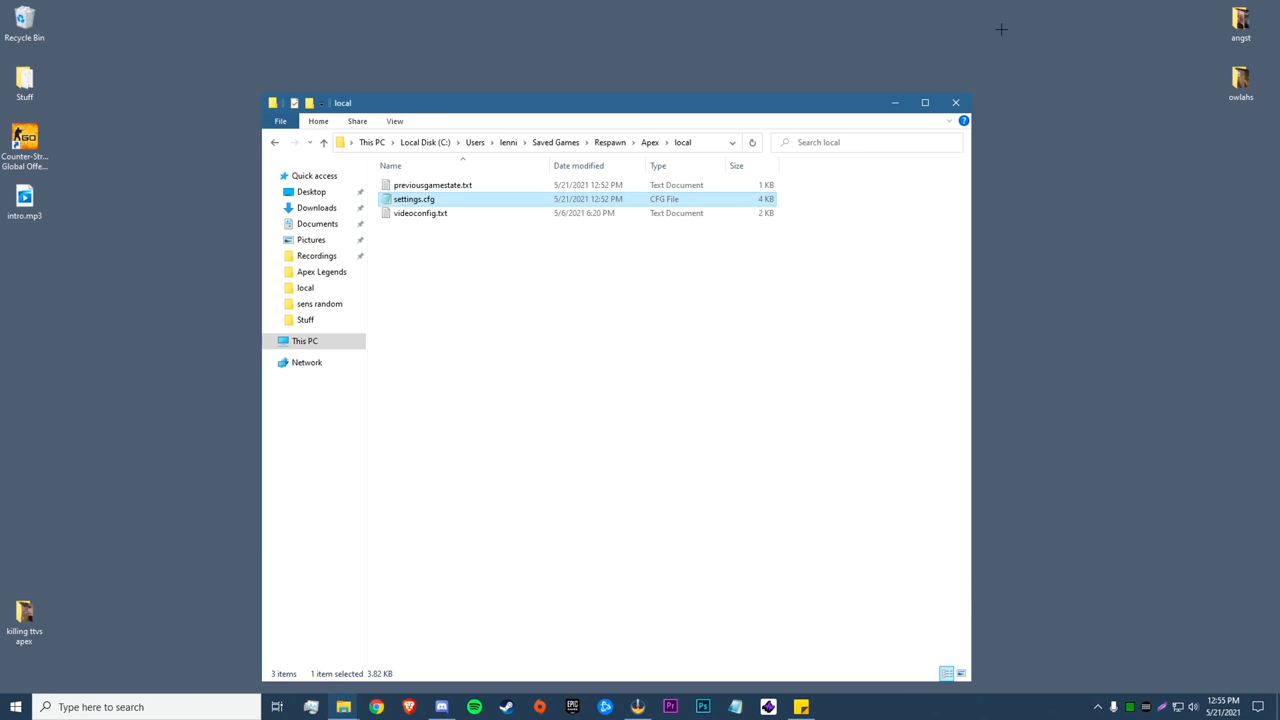 Recycle Bin
Stuff
GO
Counter-Str...
Global Offe...
intro.mp3
killing ttvs
apex
angst
owlahs
local
File Home Share View
This PC Local Disk (C:) Users lenni Saved Games Respawn Apex local
Search local
Name Date modified Type Size
previousgamestate.txt 5/21/2021 12:52 PM Text Document 1 KB
settings.cfg 5/21/2021 12:52 PM CFG File 4 KB
videoconfig.txt 5/6/2021 6:20 PM Text Document 2 KB
Quick access
Desktop
Downloads
Documents
Pictures
Recordings
Apex Legends
local
sens random
Stuff
This PC
Network
3 items 1 item selected 3.82 KB
Type here to search
EPIC
GAMES
Pr
Ps
12:55 PM
5/21/2021